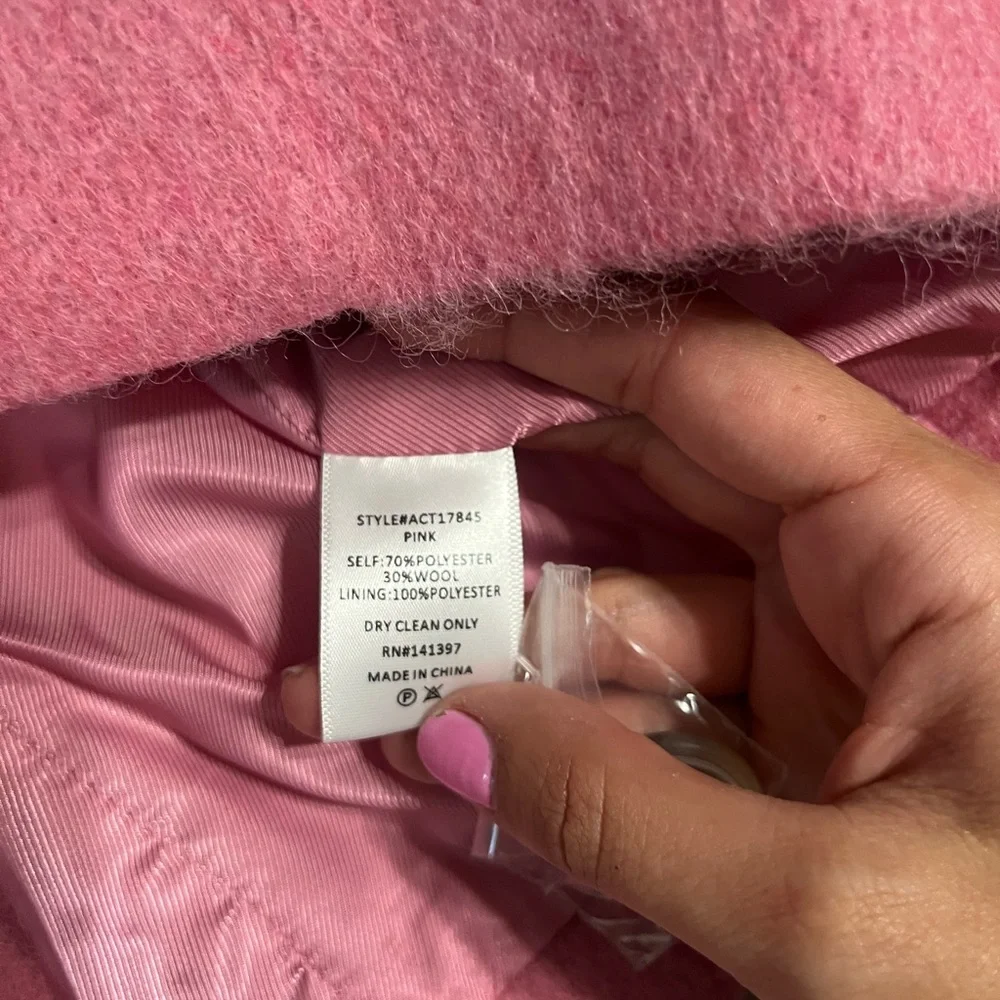 STYLE#ACT17845
PINK
SELF:70%POLYESTER
30%WOOL
LINING:100%POLYESTER
DRY CLEAN ONLY
RN#141397
MADE IN CHINA
P